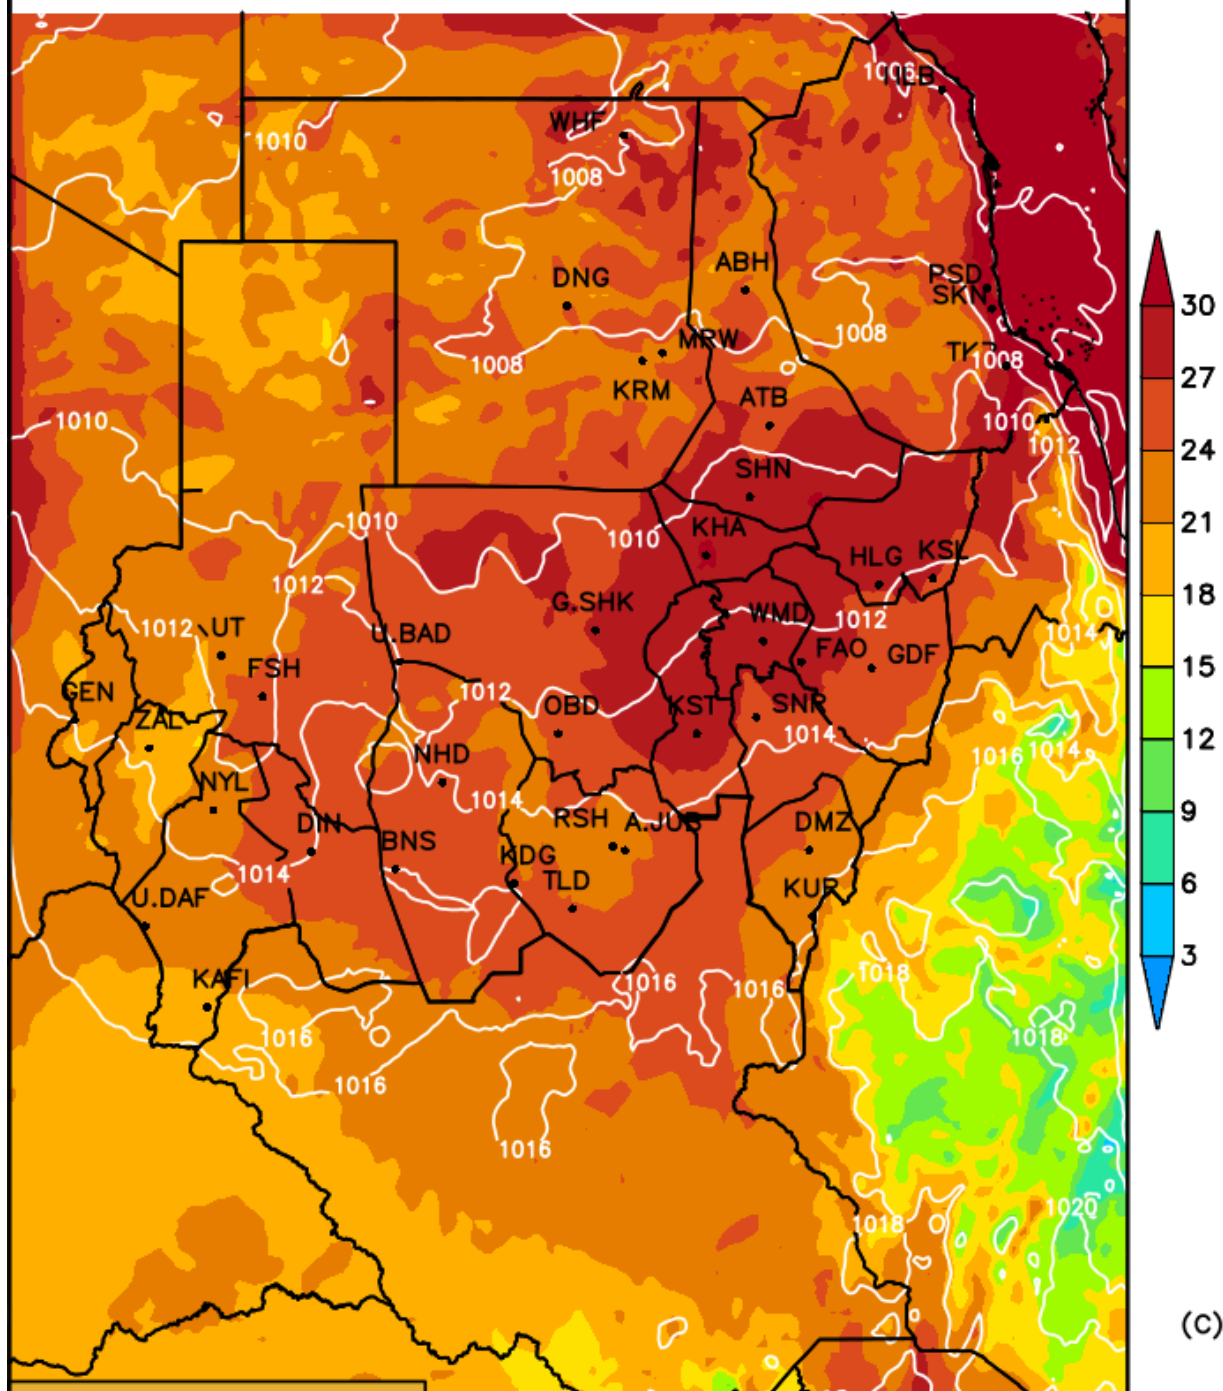 1006
HLB
WHF
1010
1008
ABH
PSD
DNG
SKN
30
1008
MRW
1008
TK
1008
27
KRM
ATB
1010
1010
1012
24
SHN
1010
KHA
1010
21
HLG
KSL
1012
G.SHK
18
WMD
1012
1012
UT
U.BAD
1014
FAO
GDF
FSH
15
GEN
1012
OBD
KST
SNR
ZAL
1014
12
NHD
1016
1014
NYL
1014
9
DIN
RSH
A.JUB
DMZ
BNS
KDG
1014
TLD
KUR
6
U.DAF
3
KAFI
1016
1016
1018
1016
1018
1016
1016
1020
1018
(C)